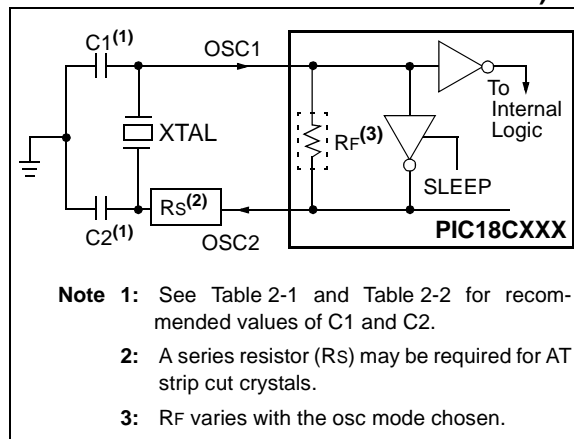 C1(1)
OSC1
To
Internal
Logic
XTAL
RF(3)
SLEEP
RS(2)
C2(1)
OSC2
PIC18CXXX
Note 1: See Table 2-1 and Table 2-2 for recom-
mended values of C1 and C2.
2: A series resistor (RS) may be required for AT
strip cut crystals.
3: RF varies with the osc mode chosen.